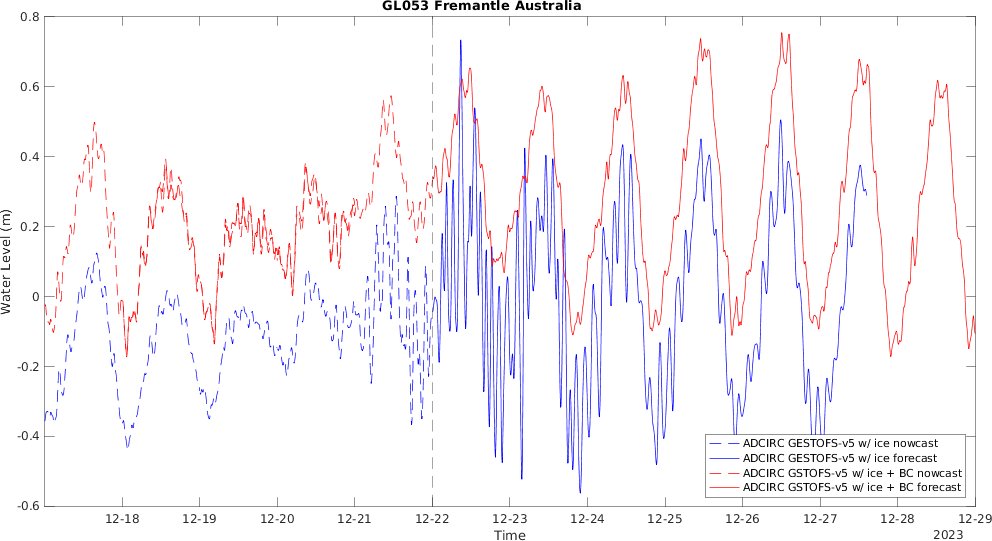 GL053 Fremantle Australia
0.8
0.6
0.4
0.2
0
-0.2
-0.4
-0.6
Water Level (m)
ADCIRC GESTOFS-v5 w/ ice nowcast
ADCIRC GESTOFS-v5 w/ ice forecast
ADCIRC GSTOFS-v5 w/ ice + BC nowcast
ADCIRC GSTOFS-v5 w/ ice + BC forecast
12-18 12-19 12-20 12-21 12-22 12-23 12-24 12-25 12-26 12-27 12-28 12-29
Time
2023